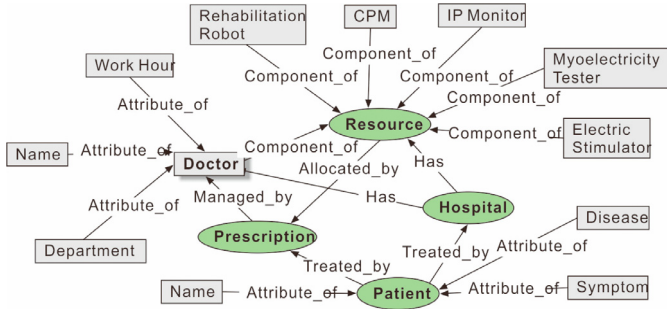 Rehabilitation
Robot
CPM
IP Monitor
Work Hour
Component_of
Component_of
Component_of
Myoelectricity
Tester
Attribute_of
Component_of
Resource
Name
Attribute_of
Component_of
Component_of
Electric
Stimulator
Doctor
Allocated_by
Has
Attribute_of
Managed_by
Has
Hospital
Disease
Department
Prescription
Treated_by
Attribute_of
Treated_by
Name
Attribute_of
Patient
Attribute_of
Symptom